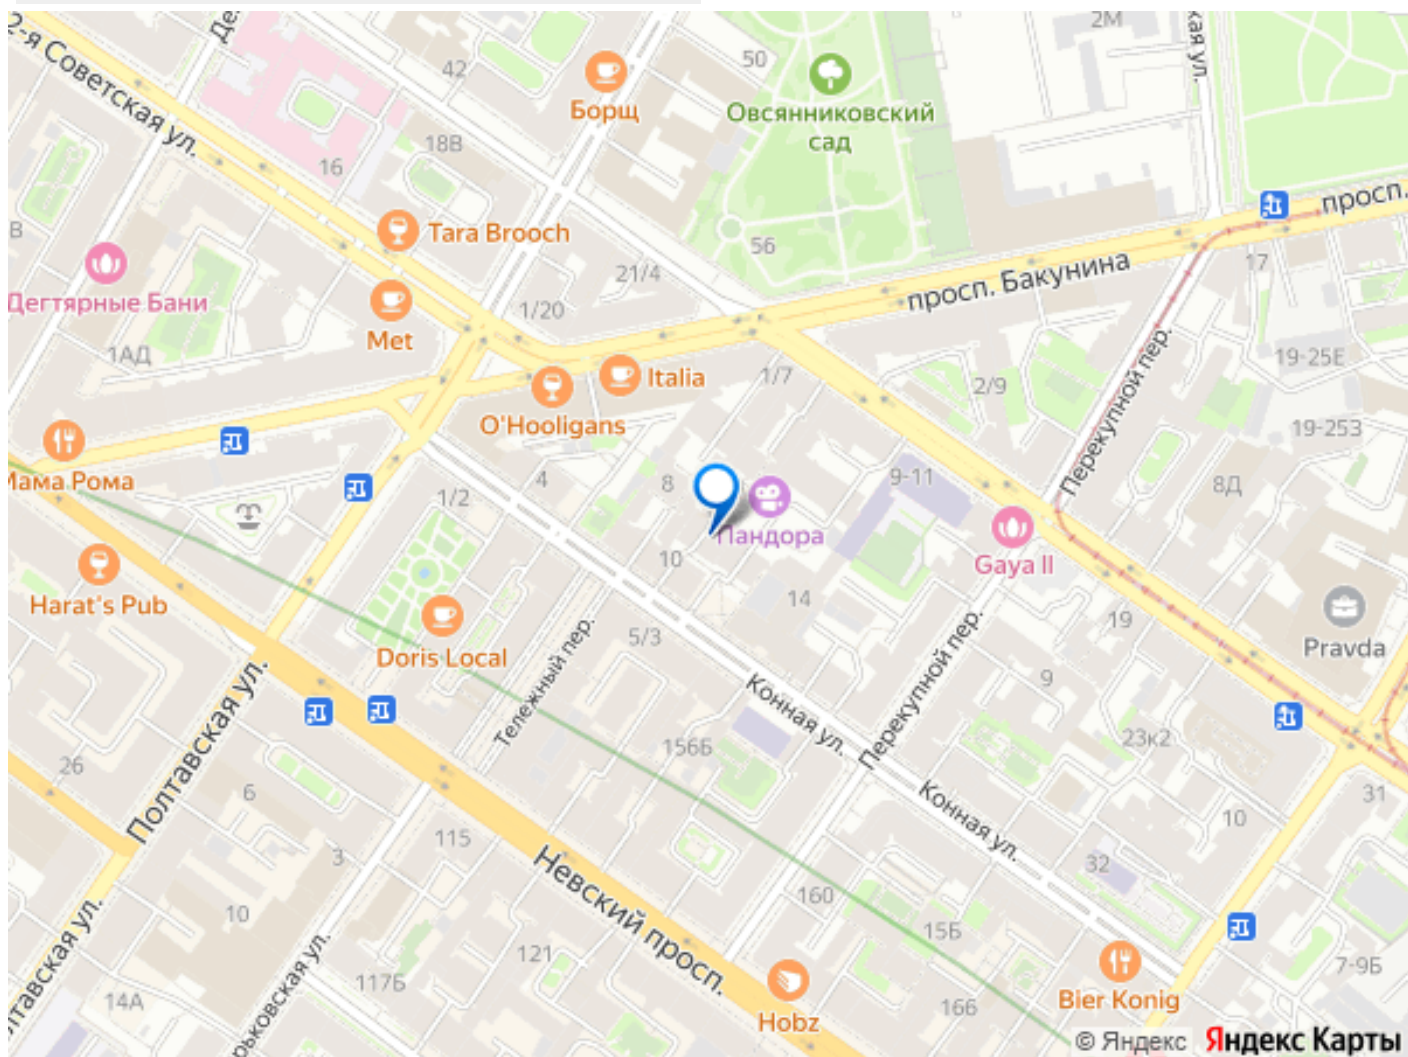 2-я Советская ул.
2М
42
50
Борщ
Овсянниковский
сад
18В
16
Tara Brooch
56
21/4
просп.
17
просп. Бакунина
Дегтярные Бани
1/20
Met
1АД
Italia
1/7
2/9
19-25Е
Перекупной пер.
O'Hooligans
19-253
Мама Рома
4
8
9-11
8Д
1/2
Пандора
10
Gaya II
Harat's Pub
14
19
5/3
Pravda
Doris Local
Тележный пер.
Перекупной пер.
9
Конная ул.
156Б
23к2
Полтавская ул.
26
6
31
Конная ул.
10
115
3
32
Невский просп.
160
10
15Б
121
117Б
7-9Б
14А
166
Bier Konig
Hobz
© Яндекс Яндекс Карты